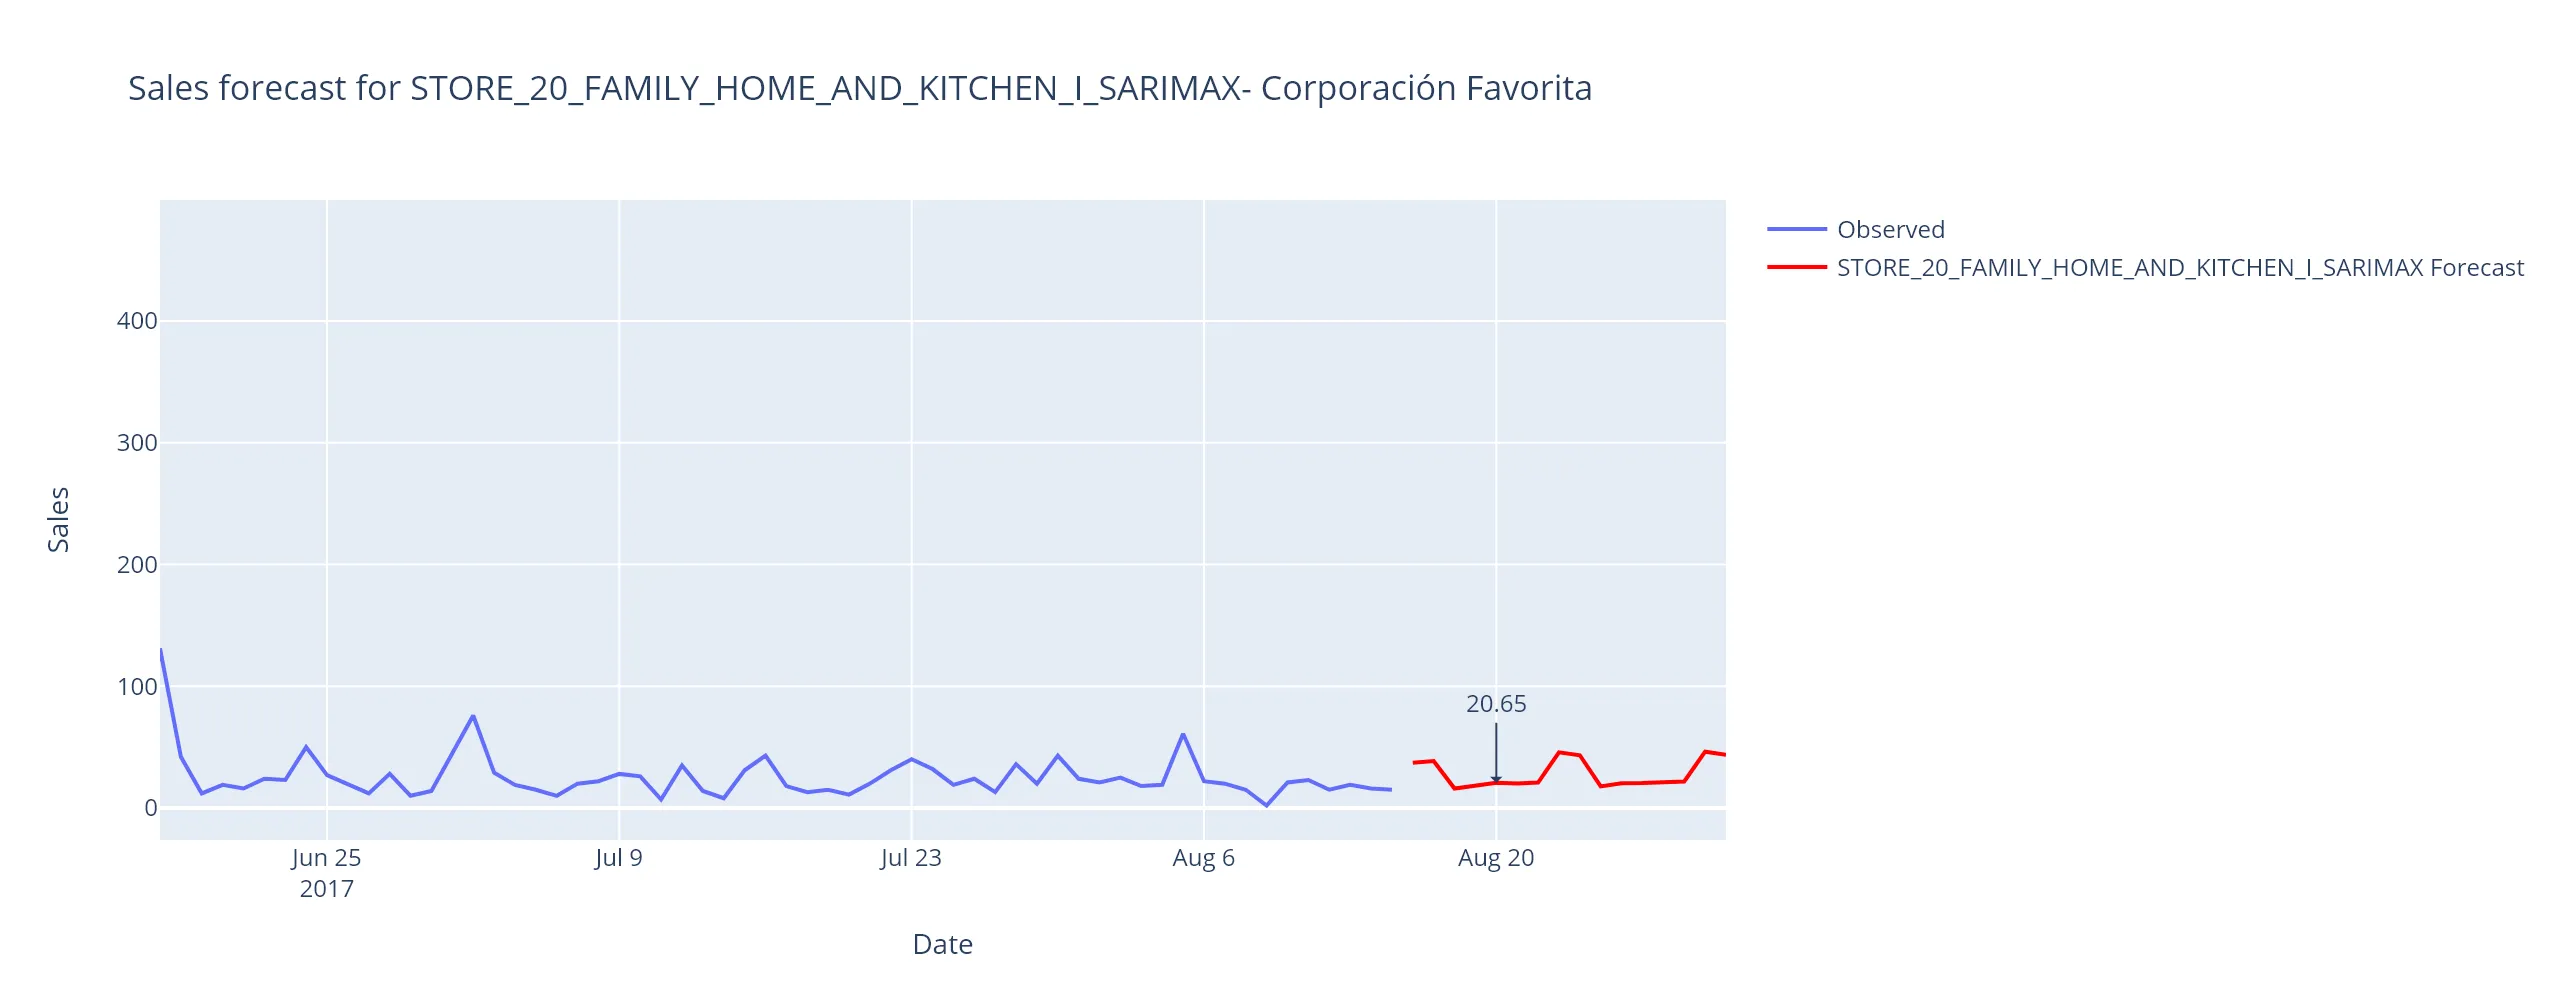 Sales forecast for STORE_20_FAMILY_HOME_AND_KITCHEN_I_SARIMAX- Corporación Favorita
Observed
STORE_20_FAMILY_HOME_AND_KITCHEN_I_SARIMAX Forecast
400
300
200
100
0
Sales
20.65
Jun 25
2017
Jul 9
Jul 23
Aug 6
Aug 20
Date